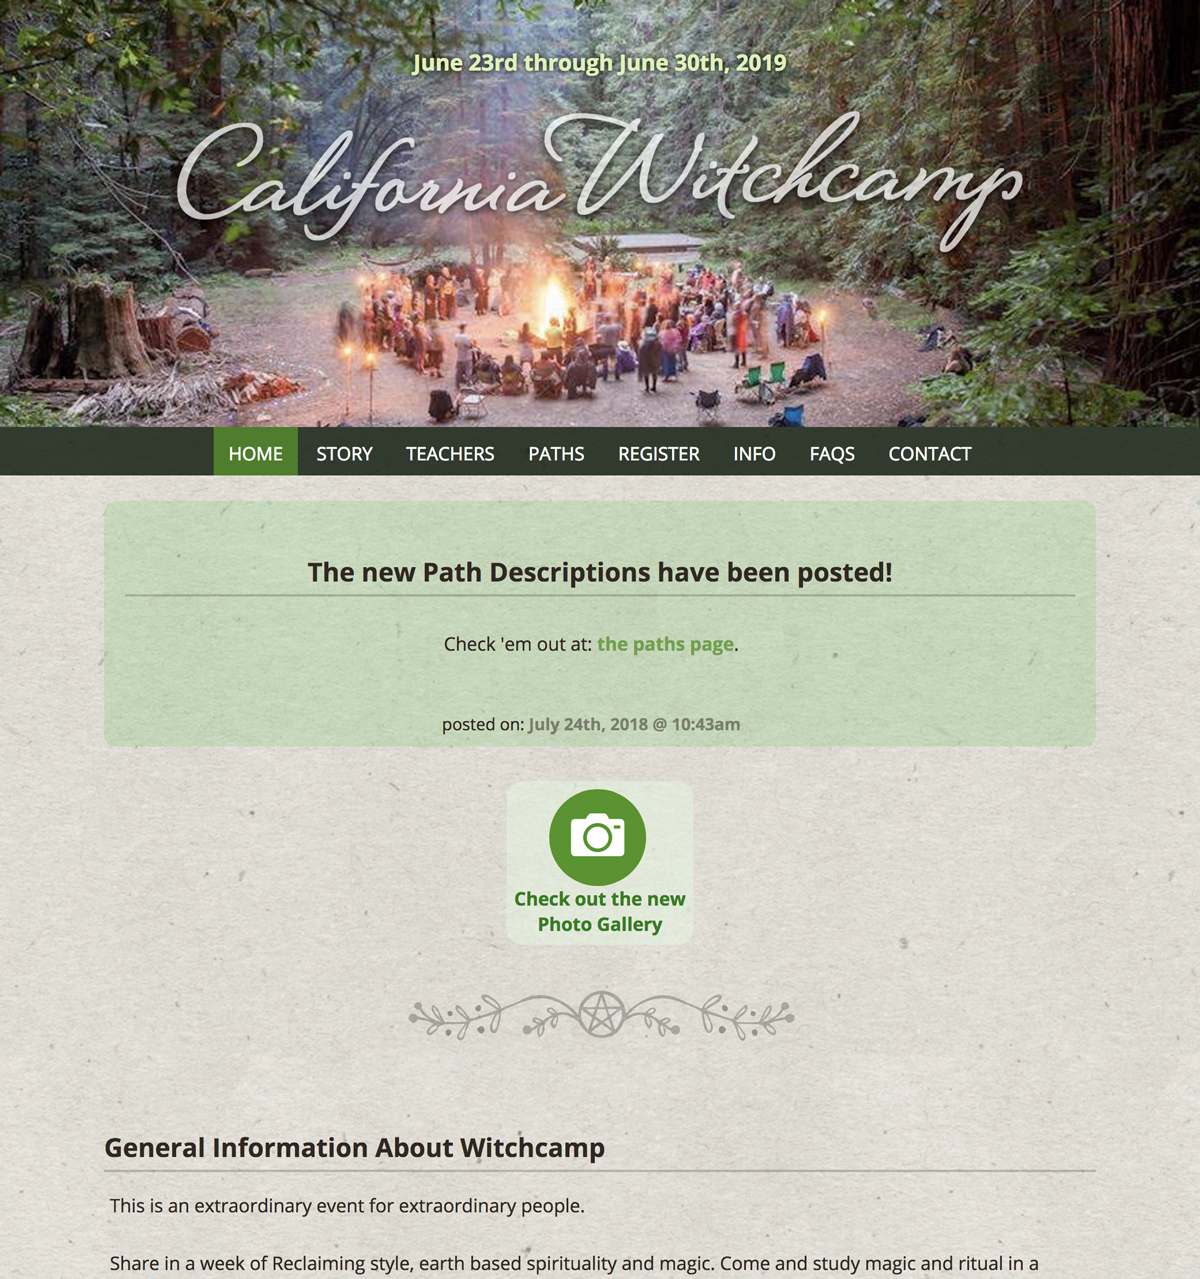 June 23rd through June 30th, 2019
California Witchcamp
HOME STORY TEACHERS PATHS REGISTER INFO FAQS CONTACT
The new Path Descriptions have been posted!
Check 'em out at: the paths page.
posted on: July 24th, 2018 @ 10:43am
Check out the new
Photo Gallery
General Information About Witchcamp
This is an extraordinary event for extraordinary people.
Share in a week of Reclaiming style, earth based spirituality and magic. Come and study magic and ritual in a